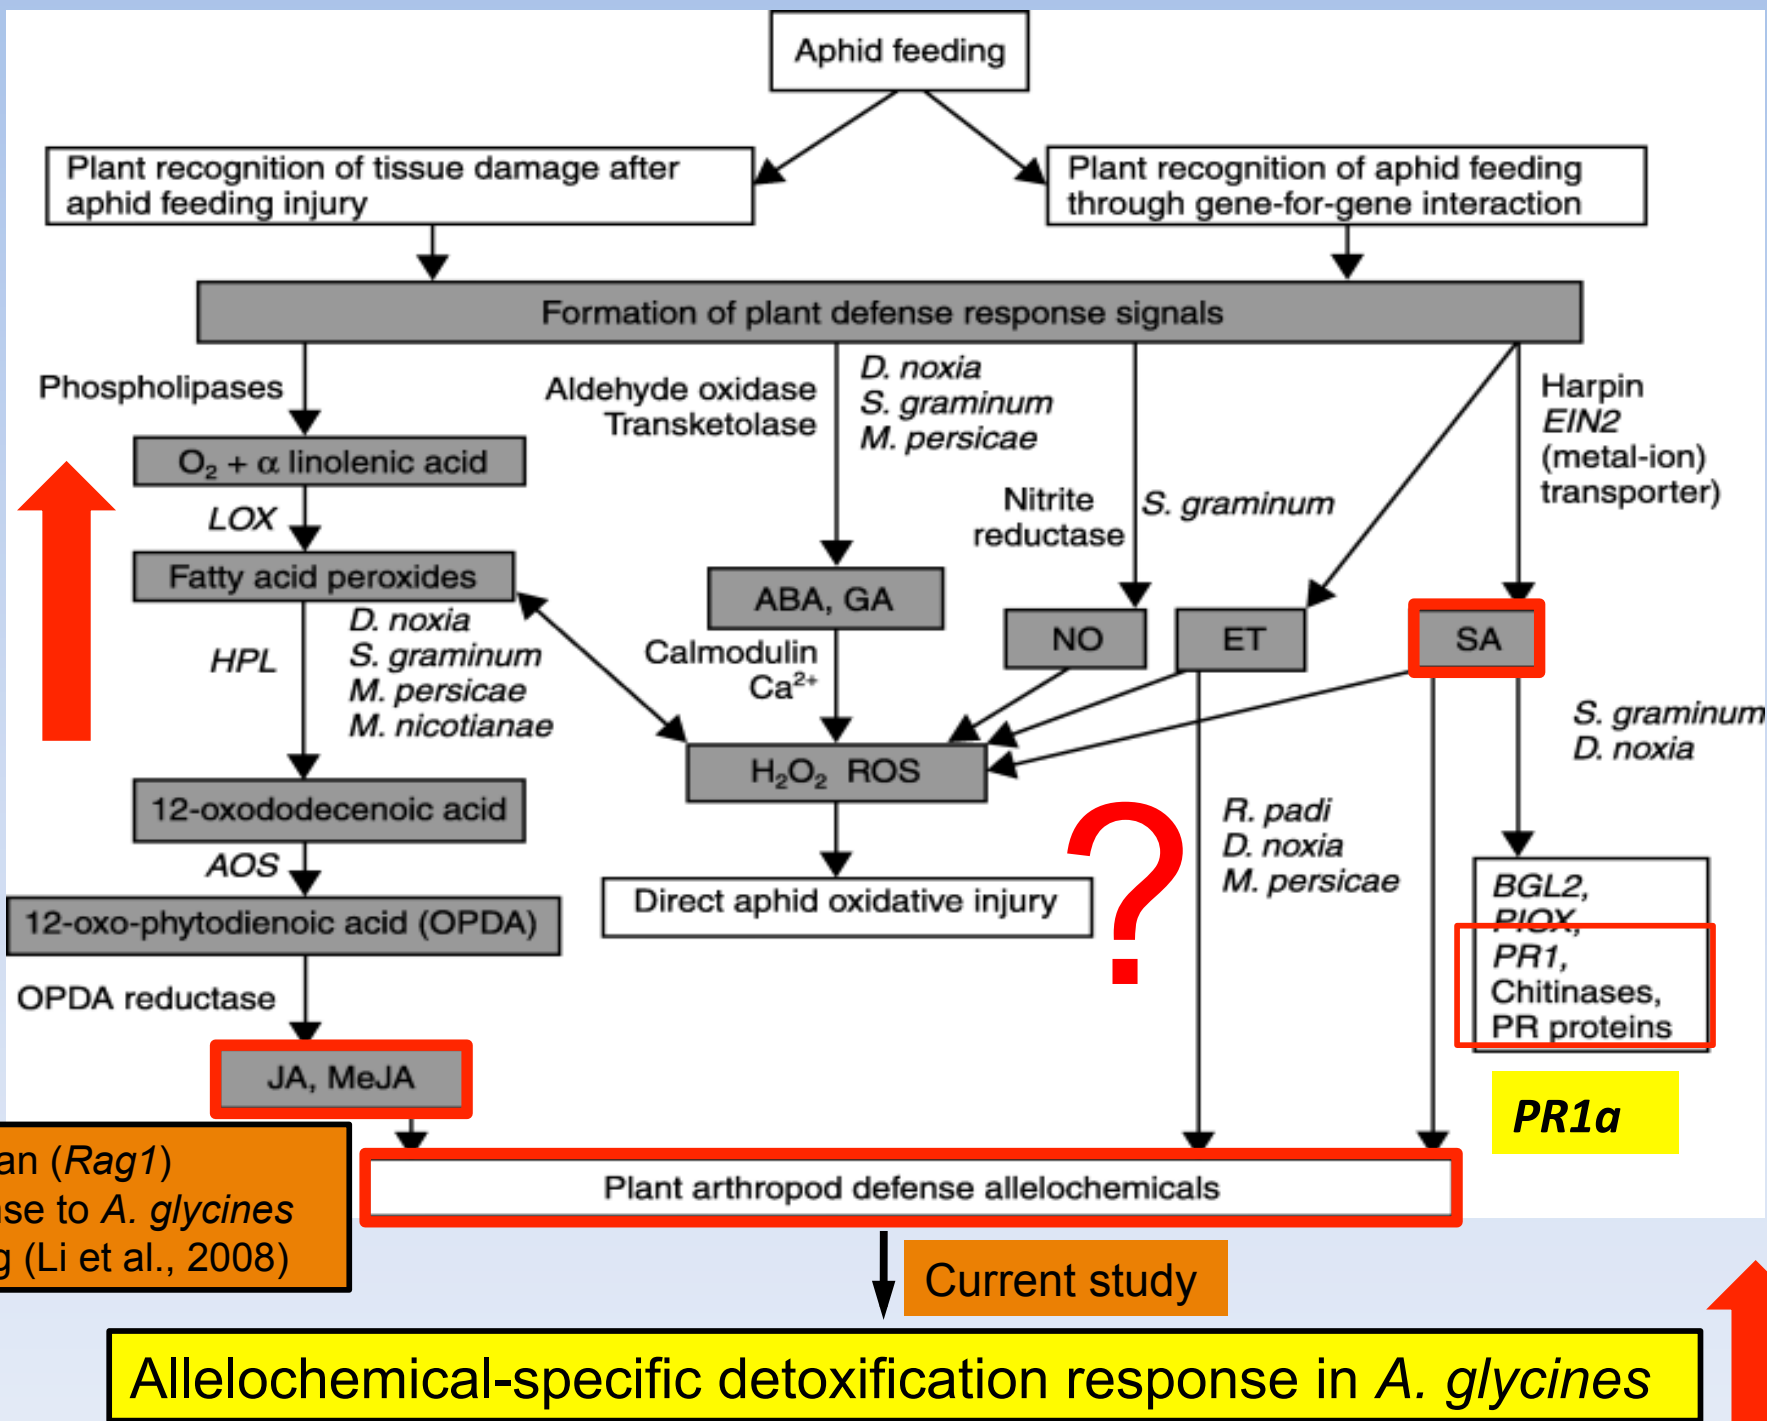 Aphid feeding
Plant recognition of tissue damage after
aphid feeding injury
Plant recognition of aphid feeding
through gene-for-gene interaction
Formation of plant defense response signals
Phospholipases
Aldehyde oxidase
Transketolase
D. noxia
S. graminum
M. persicae
Nitrite
reductase
S. graminum
Harpin
EIN2
(metal-ion)
transporter)
O₂ + α linolenic acid
LOX
Fatty acid peroxides
HPL
D. noxia
S. graminum
M. persicae
M. nicotianae
ABA, GA
Calmodulin
Ca²⁺
NO
ET
SA
S. graminum
D. noxia
H₂O₂ ROS
12-oxododecenoic acid
AOS
Direct aphid oxidative injury
?
R. padi
D. noxia
M. persicae
BGL2,
PIOX,
PR1,
Chitinases,
PR proteins
12-oxo-phytodienoic acid (OPDA)
OPDA reductase
JA, MeJA
PR1a
an (Rag1)
nse to A. glycines
g (Li et al., 2008)
Plant arthropod defense allelochemicals
Current study
Allelochemical-specific detoxification response in A. glycines